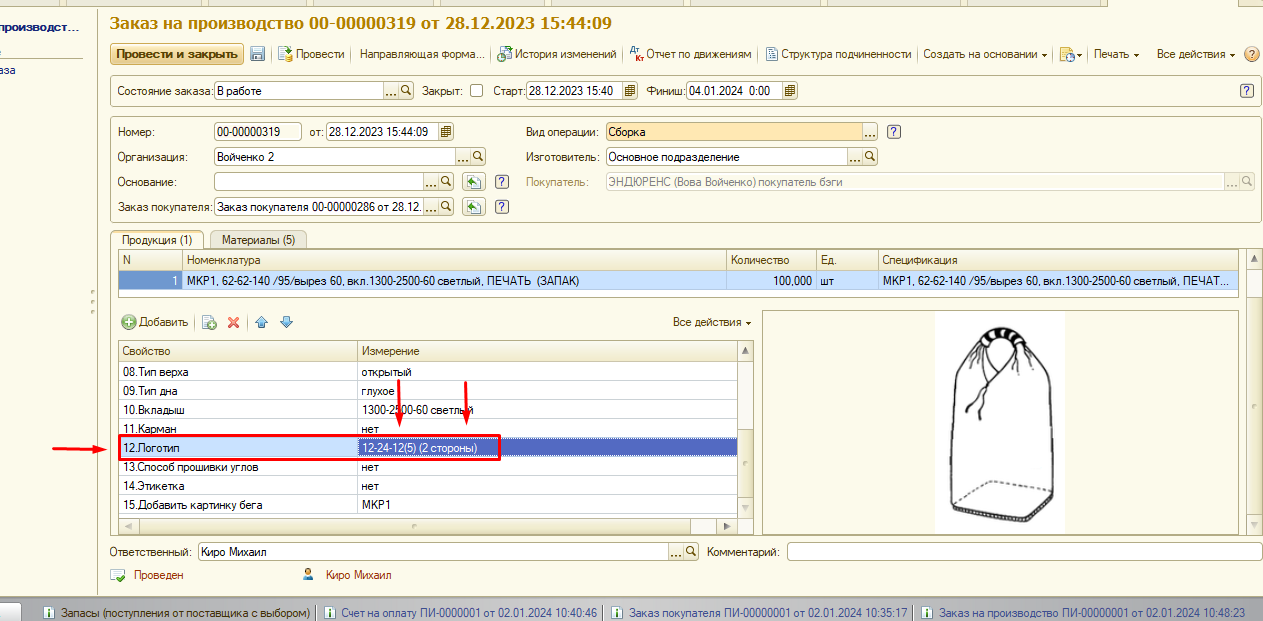 производст...
Заказ на производство 00-00000319 от 28.12.2023 15:44:09
Провести и закрыть Провести Направляющая форма... История изменений Дт Кт Отчет по движениям Структура подчиненности Создать на основании Печать Все действия ?
аза
Состояние заказа: В работе ... Закрыт: Старт: 28.12.2023 15:40 Финиш: 04.01.2024 0:00 ?
Номер: 00-00000319 от: 28.12.2023 15:44:09 Вид операции: Сборка ... ?
Организация: Войченко 2 ... Изготовитель: Основное подразделение ...
Основание: ... ? Покупатель: ЭНДЮРЕНС (Вова Войченко) покупатель бэги ...
Заказ покупателя: Заказ покупателя 00-00000286 от 28.12. ... ?
Продукция (1) Материалы (5)
N Номенклатура Количество Ед. Спецификация
1 МКР1, 62-62-140 /95/вырез 60, вкл.1300-2500-60 светлый, ПЕЧАТЬ (ЗАПАК) 100,000 шт МКР1, 62-62-140 /95/вырез 60, вкл.1300-2500-60 светлый, ПЕЧАТ...
Добавить Все действия
Свойство Измерение
08.Тип верха открытый
09.Тип дна глухое
10.Вкладыш 1300-2500-60 светлый
11.Карман нет
12.Логотип 12-24-12(5) (2 стороны)
13.Способ прошивки углов нет
14.Этикетка нет
15.Добавить картинку бега МКР1
Ответственный: Киро Михаил ... Комментарий:
Проведен Киро Михаил
Запасы (поступления от поставщика с выбором) Счет на оплату ПИ-0000001 от 02.01.2024 10:40:46 Заказ покупателя ПИ-00000001 от 02.01.2024 10:35:17 Заказ на производство ПИ-00000001 от 02.01.2024 10:48:23